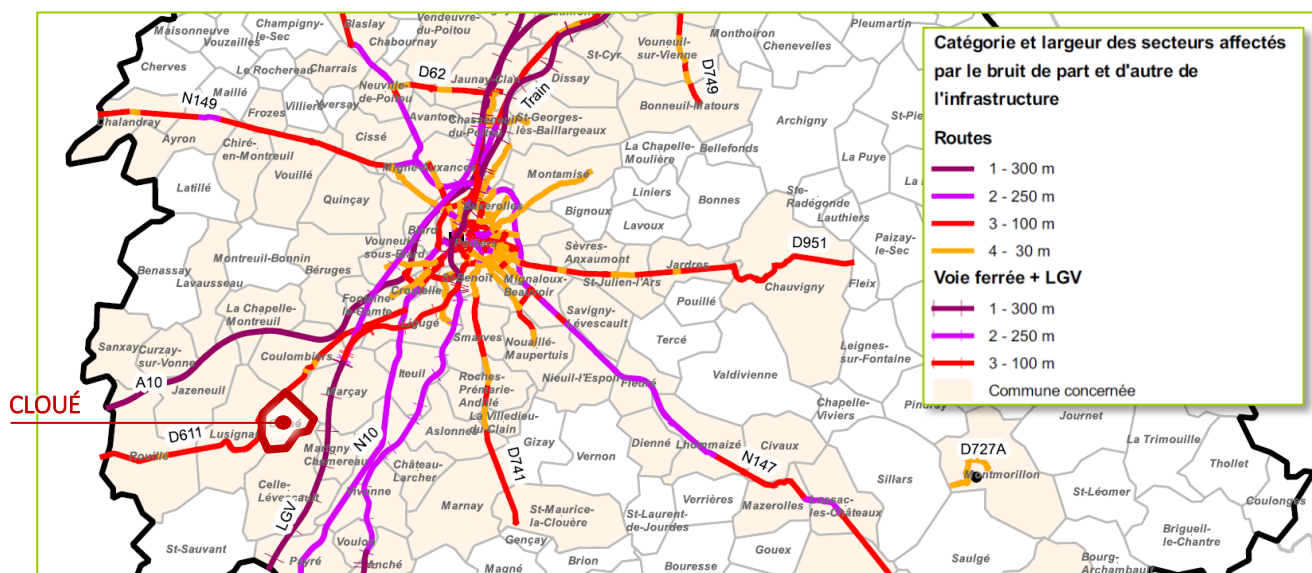 Catégorie et largeur des secteurs affectés
par le bruit de part et d'autre de
l'infrastructure
Routes
1 - 300 m
2 - 250 m
3 - 100 m
4 - 30 m
Voie ferrée + LGV
1 - 300 m
2 - 250 m
3 - 100 m
Commune concernée
Maisonneuve
Vouzailles
Champigny-
le-Sec
Blaslay
Chabournay
Vendeuvre-
du-Poitou
St-Cyr
Vouneuil-
sur-Vienne
Monthoiron
Chenevelles
Pleumartin
Cherves
Le Rochereau
Charrais
Maillé
Villiers
Yversay
Neuville-
de-Poitou
D62
Jaunay-Clan
Dissay
Train
D749
Bonneuil-Matours
Archigny
N149
Chalandray
Frozes
Ayron
Chiré-
en-Montreuil
Vouillé
Cissé
Avanton
Chasseneuil-
du-Poitou
St-Georges-
lès-Baillargeaux
La Chapelle-
Moulière
Bellefonds
La Puye
Latillé
Quinçay
Migné-Auxances
Montamisé
Liniers
Bonnes
Ste-
Radégonde
Lauthiers
Buxerolles
Bignoux
Lavoux
Biard
Vouneuil-
sous-Biard
Poitiers
Sèvres-
Anxaumont
Jardres
D951
Paizay-
le-Sec
Benassay
Lavausseau
Montreuil-Bonnin
Béruges
St-Benoît
Mignaloux-
Beauvoir
St-Julien-l'Ars
Chauvigny
Fleix
La Chapelle-
Montreuil
Fontaine-
le-Comte
Croutelle
Ligugé
Savigny-
Lévescault
Pouillé
Tercé
Leignes-
sur-Fontaine
Sanxay
Curzay-
sur-Vonne
Coulombiers
Smarves
Nouaillé-
Maupertuis
A10
Jazeneuil
Marçay
Iteuil
Roches-
Prémarie-
Andillé
Nieuil-l'Espoir
Fleuré
Valdivienne
Chapelle-
Viviers
Journet
CLOUÉ
D611
Lusignan
Rouillé
Marigny
Chemereau
N10
Aslonnes
La Villedieu-
du-Clain
D741
Gizay
Vernon
Dienné
Lhommaizé
Civaux
N147
Sillars
D727A
Montmorillon
La Trimouille
Thollet
Coulonges
Celle-
Lévescault
Château-
Larcher
Vivonne
Marnay
St-Maurice-
la-Clouère
St-Laurent-
de-Jourdes
Verrières
Mazerolles
Lussac-
les-Châteaux
St-Léomer
Brigueil-
le-Chantre
LGV
St-Sauvant
Payré
Voulon
Anché
Gençay
Magné
Brion
Bouresse
Gouex
Saulgé
Bourg-
Archambault